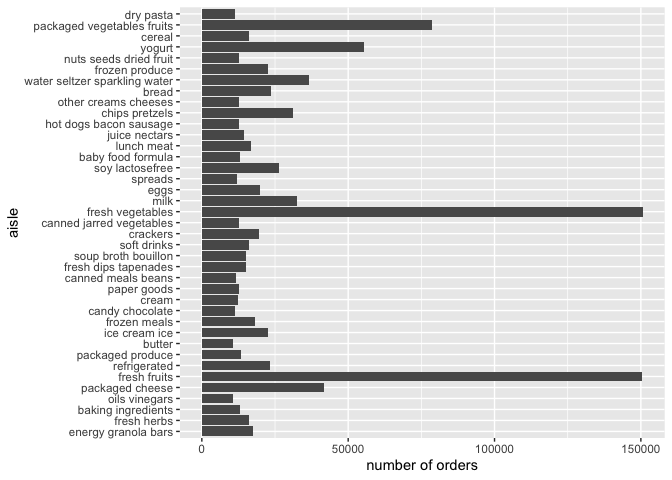 dry pasta
packaged vegetables fruits
cereal
yogurt
nuts seeds dried fruit
frozen produce
water seltzer sparkling water
bread
other creams cheeses
chips pretzels
hot dogs bacon sausage
juice nectars
lunch meat
baby food formula
soy lactosefree
spreads
eggs
milk
fresh vegetables
canned jarred vegetables
crackers
soft drinks
soup broth bouillon
fresh dips tapenades
canned meals beans
paper goods
cream
candy chocolate
frozen meals
ice cream ice
butter
packaged produce
refrigerated
fresh fruits
packaged cheese
oils vinegars
baking ingredients
fresh herbs
energy granola bars
aisle
0 50000 100000 150000
number of orders